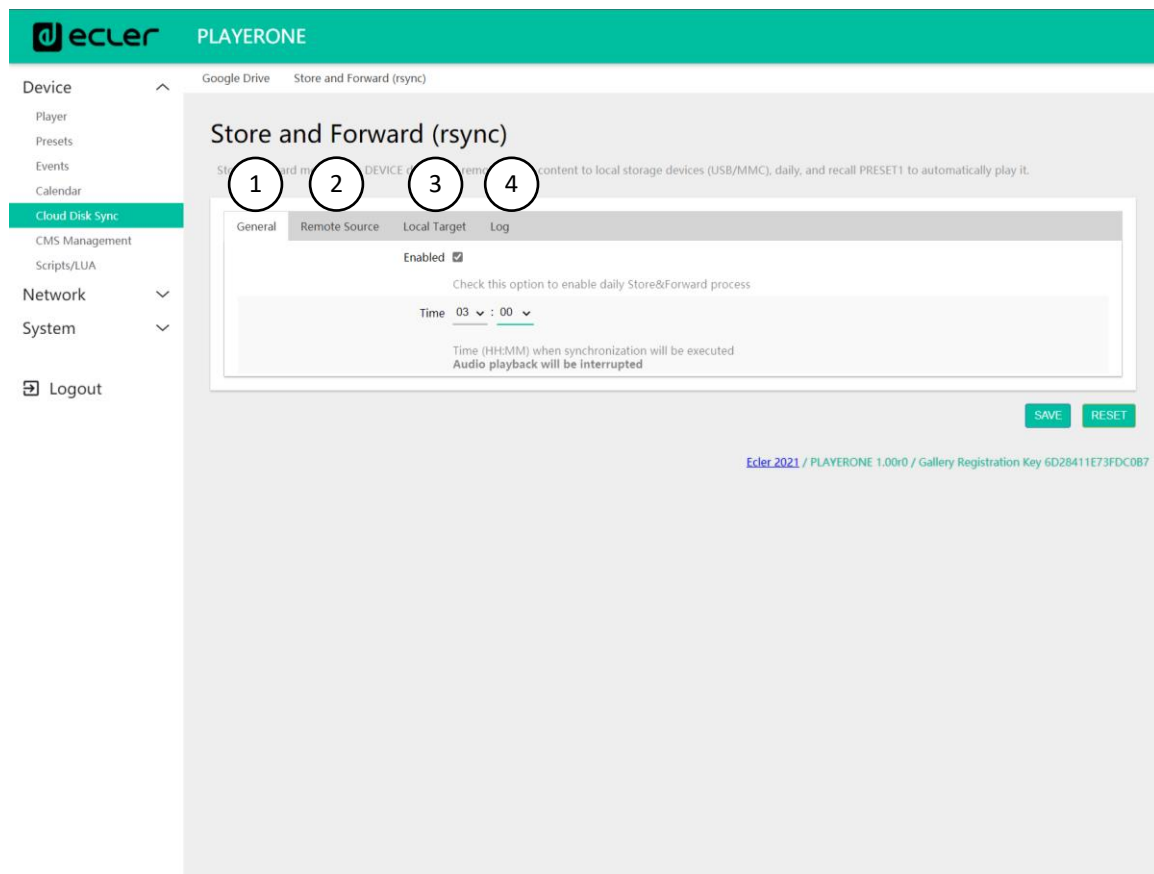 ecler PLAYERONE
Device
Player
Presets
Events
Calendar
Cloud Disk Sync
CMS Management
Scripts/LUA
Network
System
Logout
Google Drive Store and Forward (rsync)
Store and Forward (rsync)
DEVICE content to local storage devices (USB/MMC), daily, and recall PRESET1 to automatically play it.
1 2 3 4
General Remote Source Local Target Log
Enabled
Check this option to enable daily Store&Forward process
Time 03 : 00
Time (HH:MM) when synchronization will be executed
Audio playback will be interrupted
SAVE RESET
Ecler 2021 / PLAYERONE 1.00r0 / Gallery Registration Key 6D28411E73FDC0B7